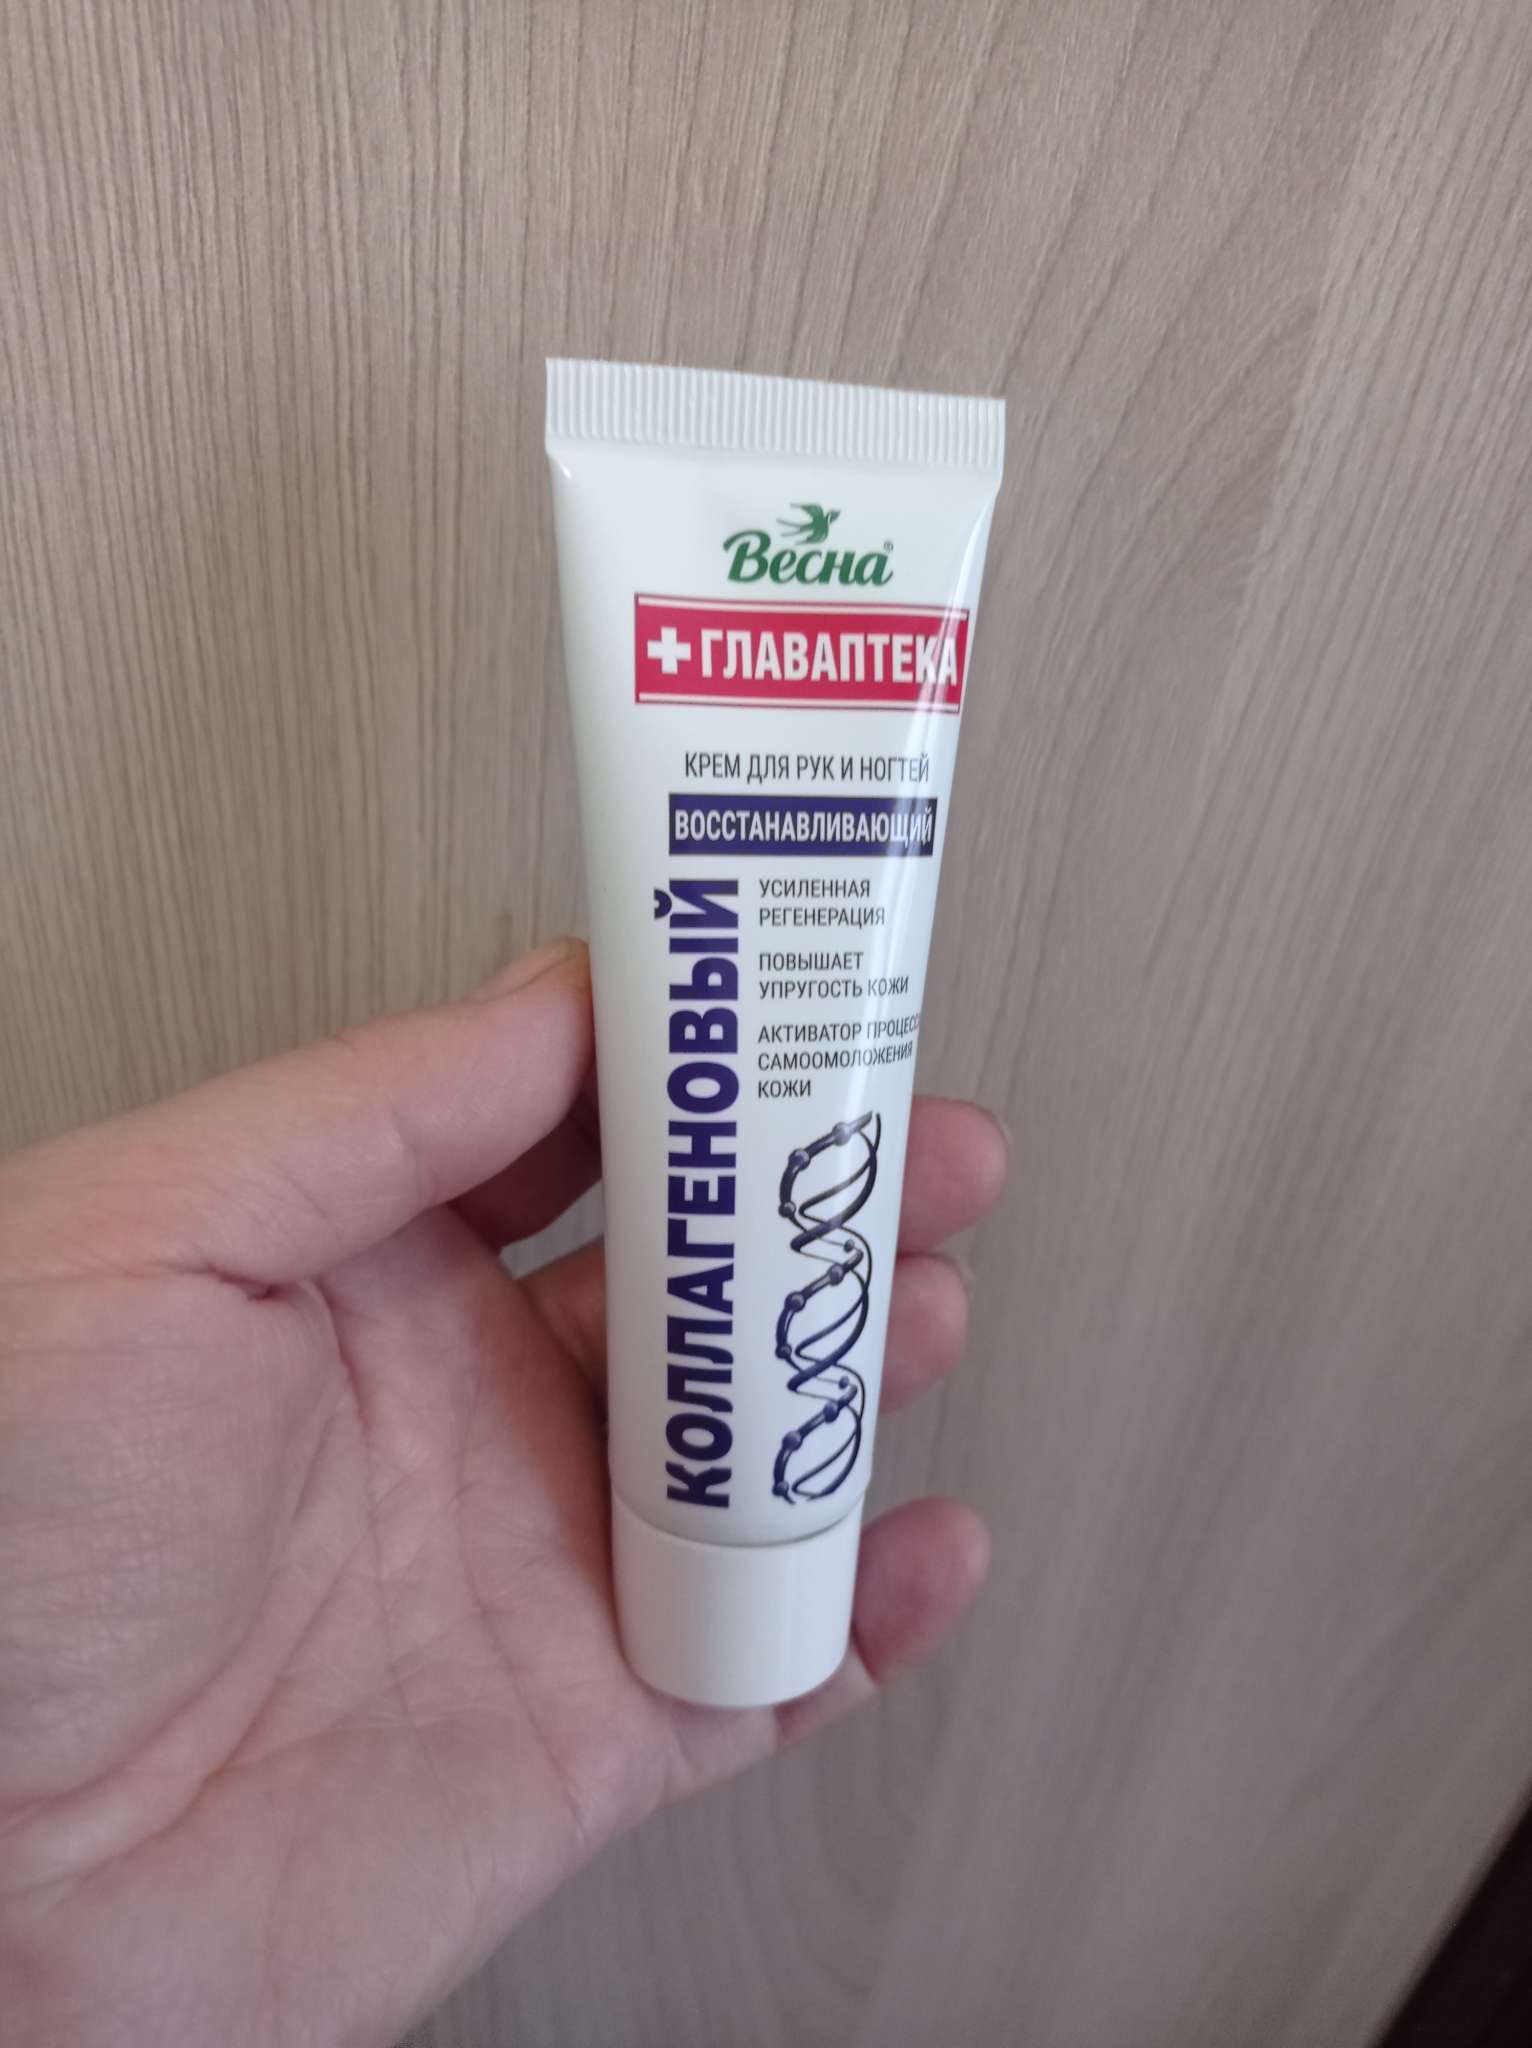 Весна®
+ ГЛАВАПТЕКА
КРЕМ ДЛЯ РУК И НОГТЕЙ
ВОССТАНАВЛИВАЮЩИЙ
КОЛЛАГЕНОВЫЙ
УСИЛЕННАЯ
РЕГЕНЕРАЦИЯ
ПОВЫШАЕТ
УПРУГОСТЬ КОЖИ
АКТИВАТОР ПРОЦЕСС
САМООМОЛОЖЕНИЯ
КОЖИ